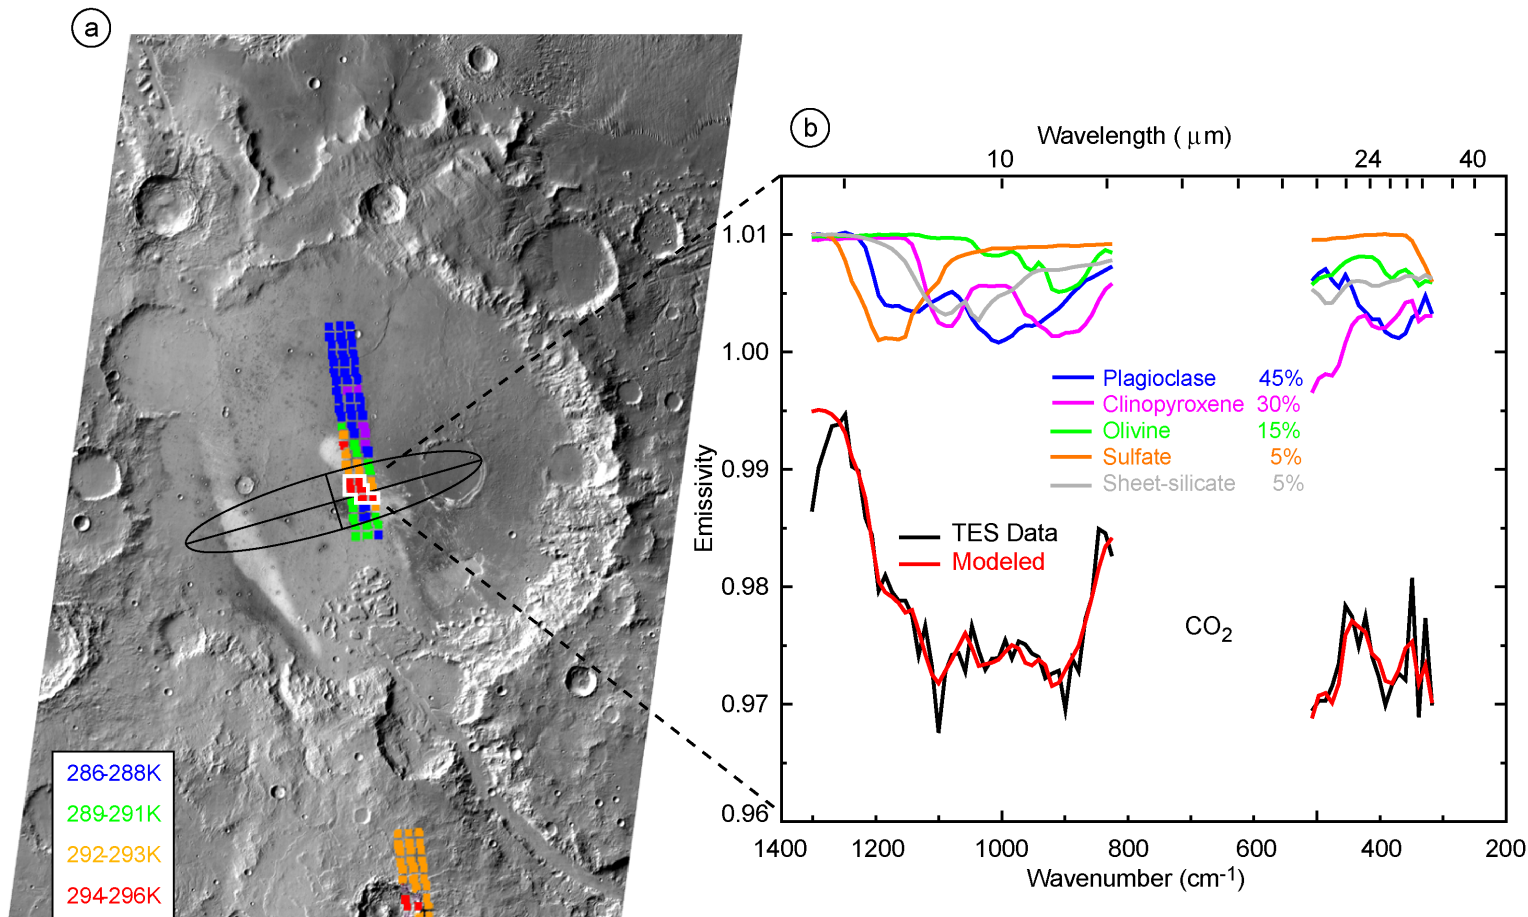 a
b
Wavelength ( μm)
10 24 40
1.01
1.00
0.99
0.98
0.97
0.96
Emissivity
Plagioclase 45%
Clinopyroxene 30%
Olivine 15%
Sulfate 5%
Sheet-silicate 5%
TES Data
Modeled
CO2
1400 1200 1000 800 600 400 200
Wavenumber (cm-1)
286-288K
289-291K
292-293K
294-296K